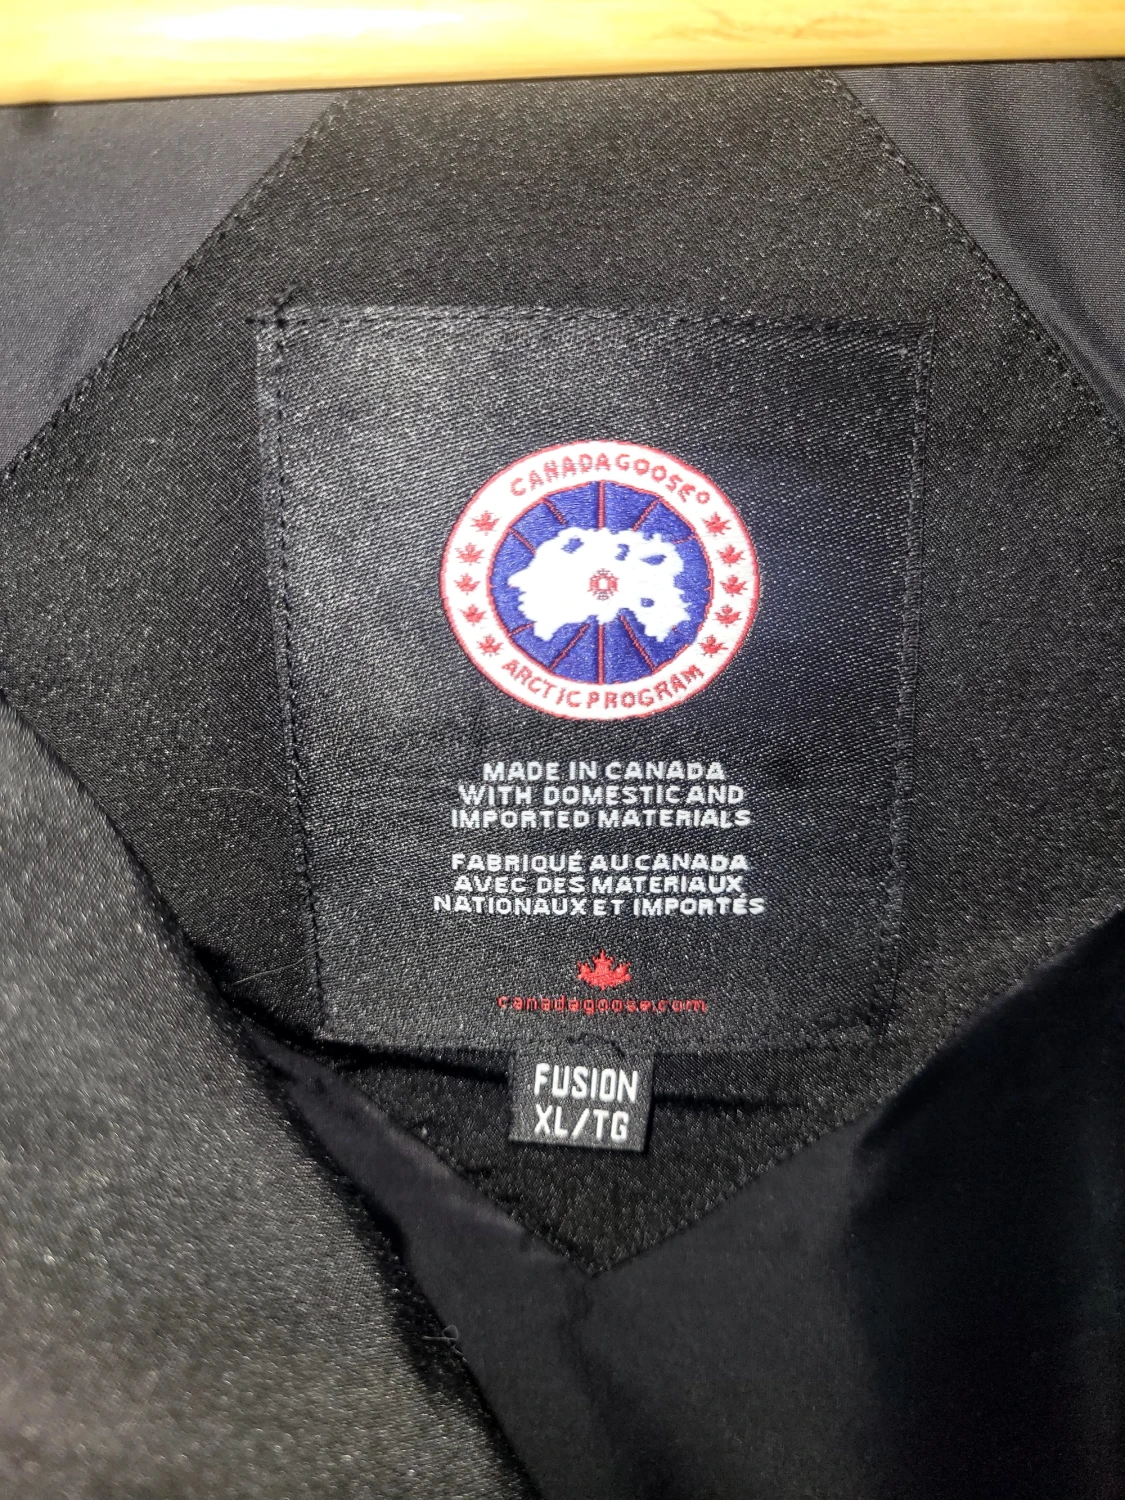 CANADA GOOSE®
ARCTIC PROGRAM
MADE IN CANADA
WITH DOMESTIC AND
IMPORTED MATERIALS
FABRIQUÉ AU CANADA
AVEC DES MATERIAUX
NATIONAUX ET IMPORTÉS
canadagoose.com
FUSION
XL/TG